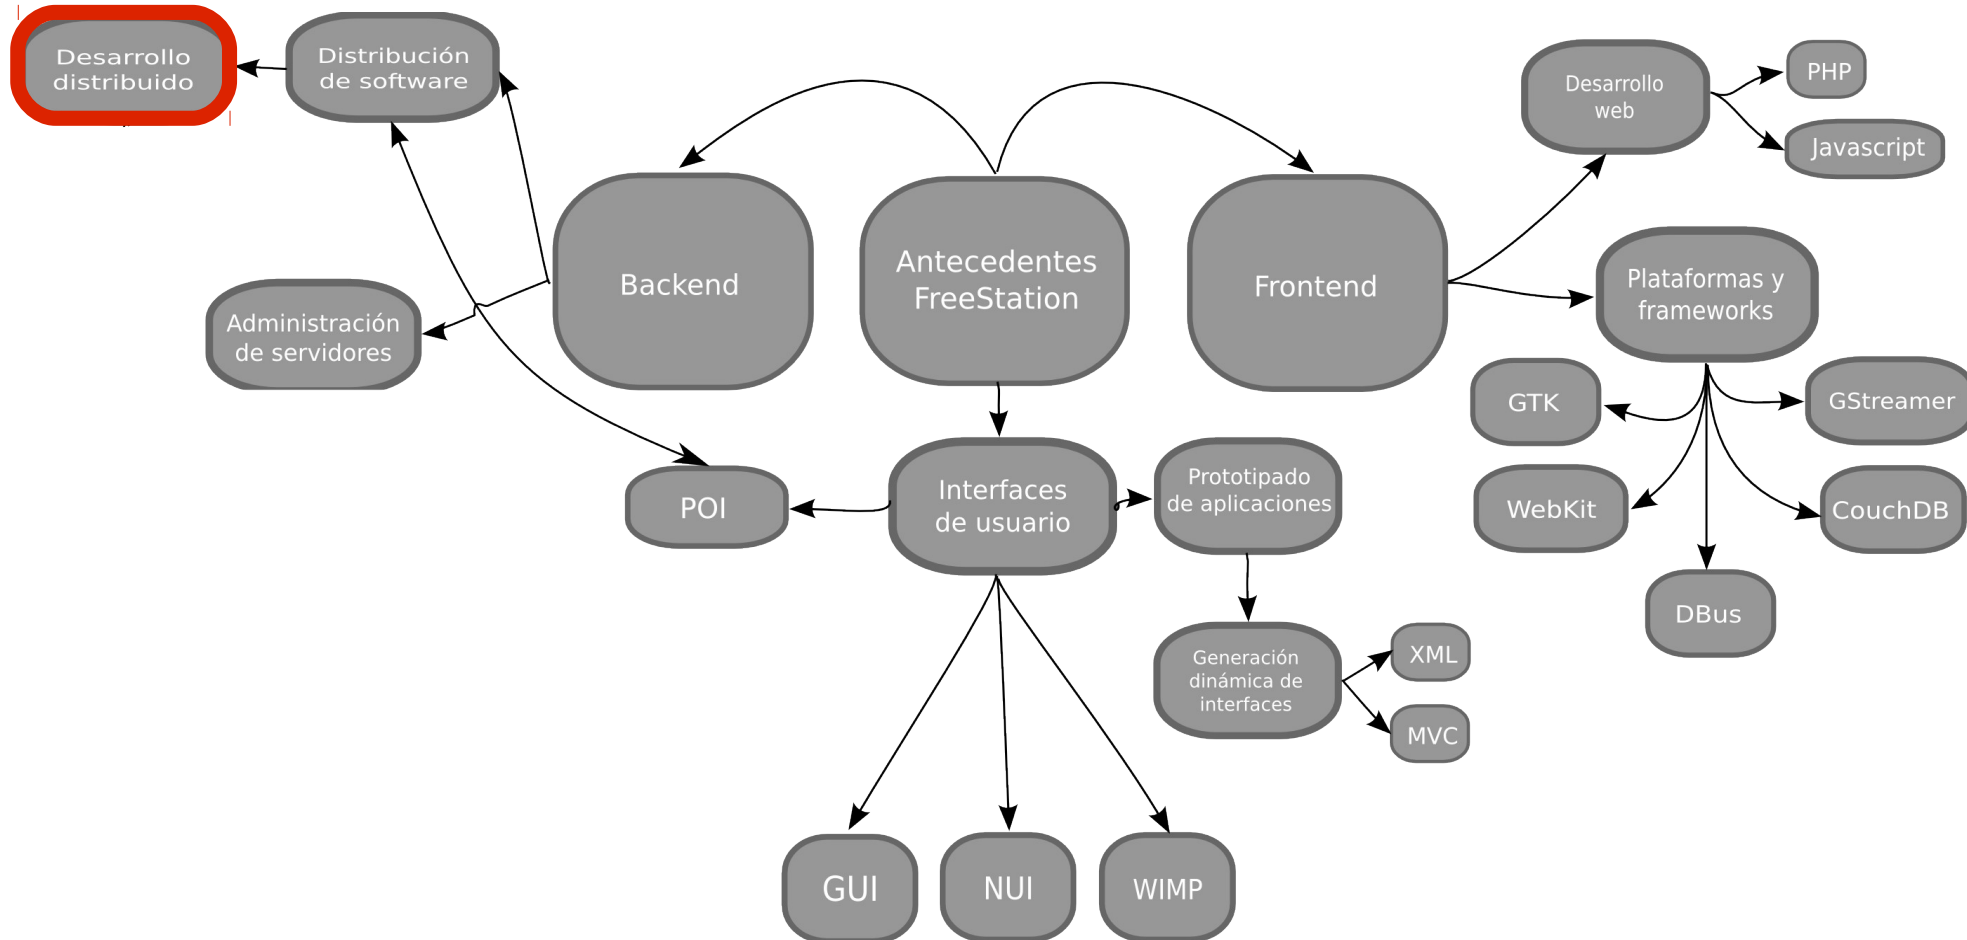 Desarrollo
distribuido
Distribución
de software
Desarrollo
web
PHP
Javascript
Backend
Antecedentes
FreeStation
Frontend
Plataformas y
frameworks
Administración
de servidores
GTK
GStreamer
POI
Interfaces
de usuario
Prototipado
de aplicaciones
WebKit
CouchDB
DBus
Generación
dinámica de
interfaces
XML
MVC
GUI
NUI
WIMP